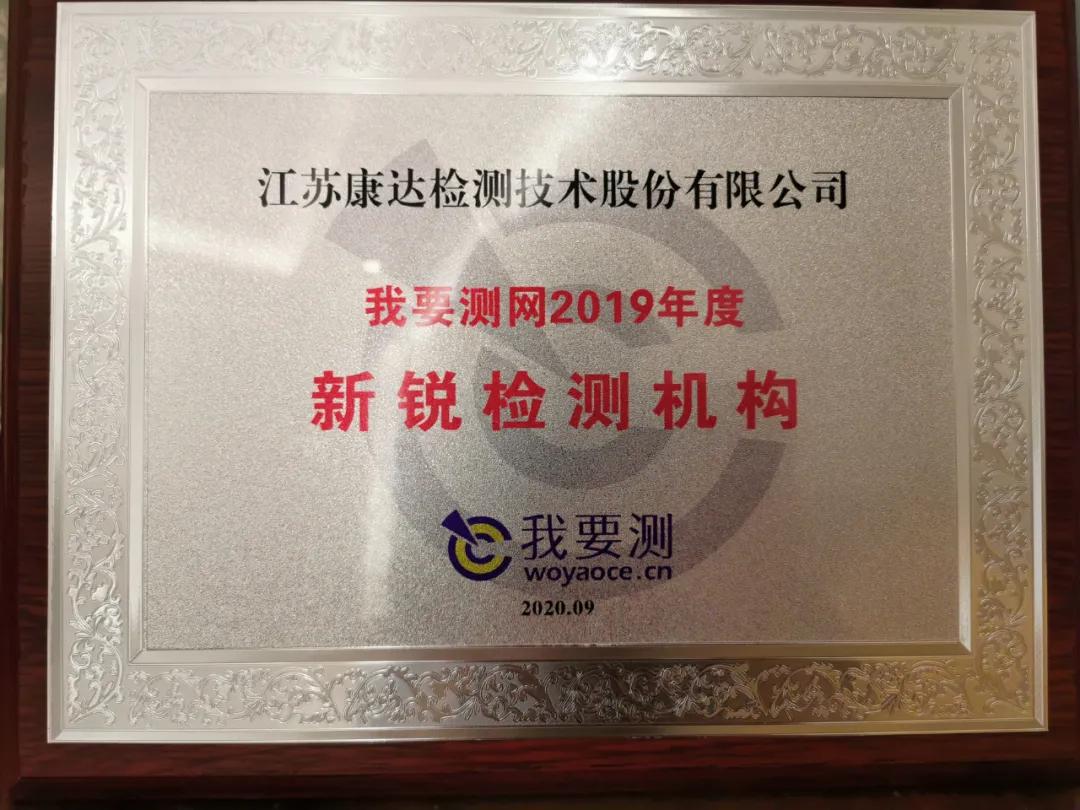 江苏康达检测技术股份有限公司
我要测网2019年度
新锐检测机构
我要测
woyaoce.cn
2020.09